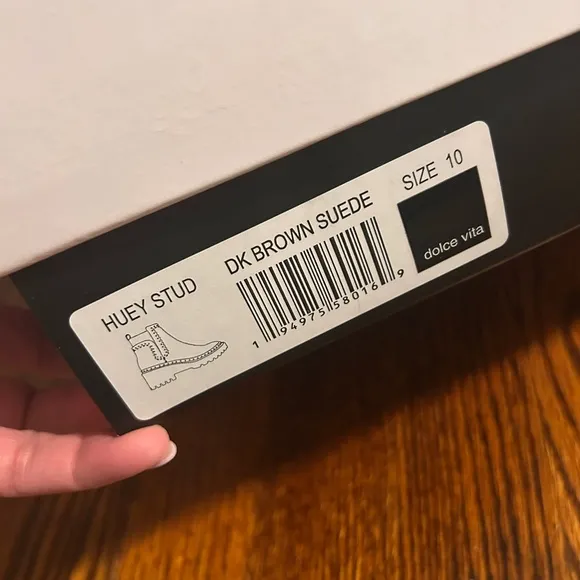 HUEY STUD
DK BROWN SUEDE
SIZE 10
1 94975 58016 9
dolce vita